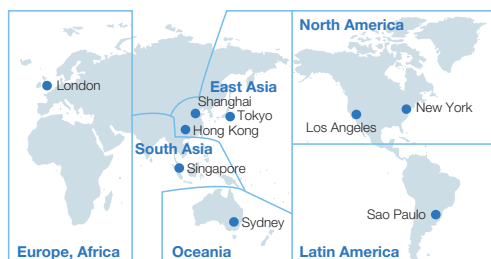 North America
East Asia
London
Shanghai
Tokyo
New York
Hong Kong
Los Angeles
South Asia
Singapore
Sao Paulo
Sydney
Europe, Africa
Oceania
Latin America